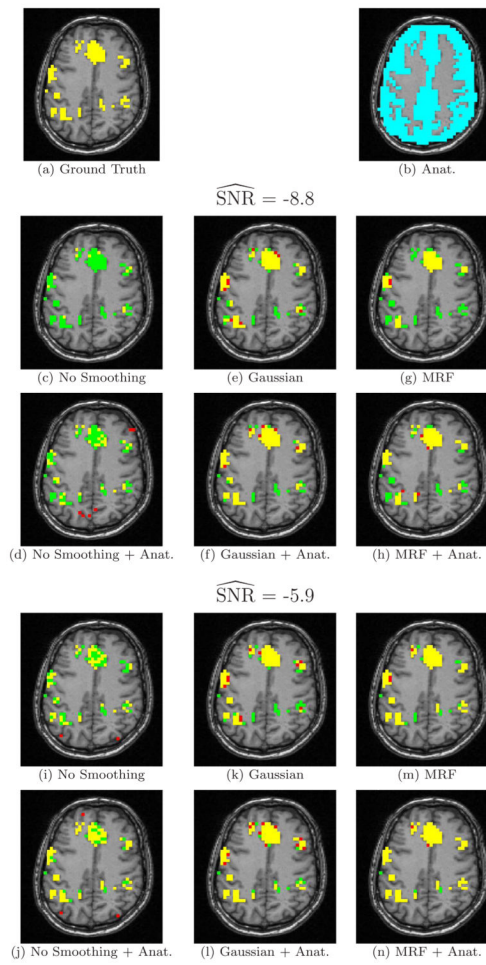 (a) Ground Truth
(b) Anat.
SNR = -8.8
(c) No Smoothing
(e) Gaussian
(g) MRF
(d) No Smoothing + Anat.
(f) Gaussian + Anat.
(h) MRF + Anat.
SNR = -5.9
(i) No Smoothing
(k) Gaussian
(m) MRF
(j) No Smoothing + Anat.
(l) Gaussian + Anat.
(n) MRF + Anat.